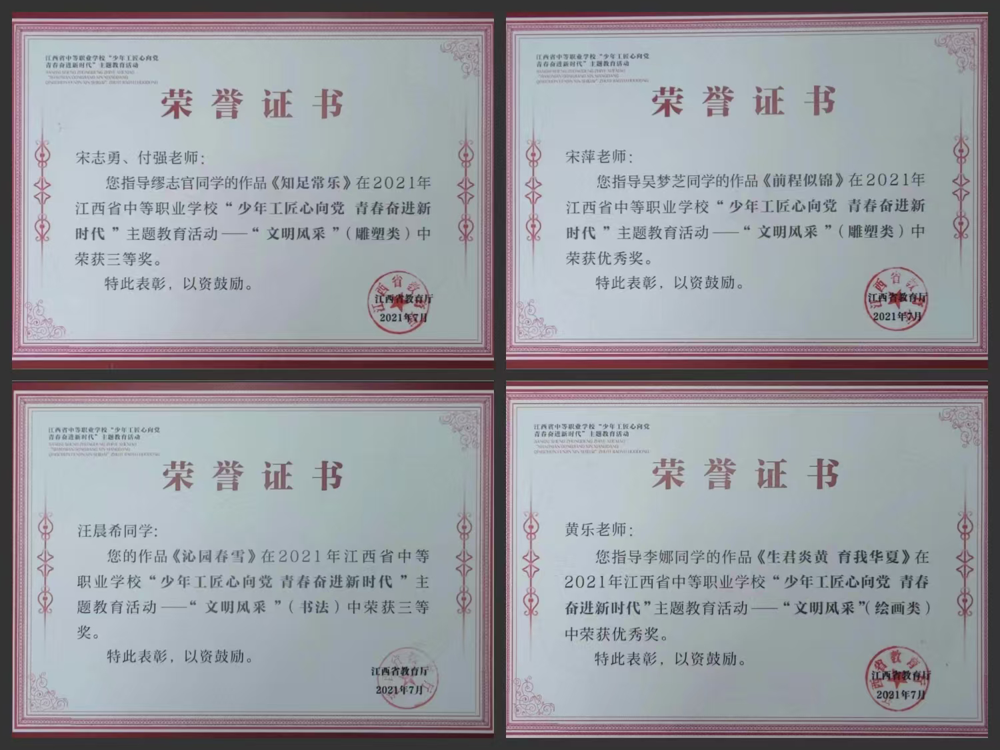 江西省中等职业学校“少年工匠心向党
青春奋进新时代”主题教育活动
荣誉证书
宋志勇、付强老师：
您指导缪志官同学的作品《知足常乐》在2021年
江西省中等职业学校“少年工匠心向党 青春奋进新
时代”主题教育活动——“文明风采”（雕塑类）中
荣获三等奖。
特此表彰，以资鼓励。
江西省教育厅
2021年7月
江西省中等职业学校“少年工匠心向党
青春奋进新时代”主题教育活动
荣誉证书
宋萍老师：
您指导吴梦芝同学的作品《前程似锦》在2021年
江西省中等职业学校“少年工匠心向党 青春奋进新
时代”主题教育活动——“文明风采”（雕塑类）中
荣获优秀奖。
特此表彰，以资鼓励。
江西省教育厅
2021年7月
江西省中等职业学校“少年工匠心向党
青春奋进新时代”主题教育活动
荣誉证书
汪晨希同学：
您的作品《沁园春雪》在2021年江西省中等
职业学校“少年工匠心向党 青春奋进新时代”主
题教育活动——“文明风采”（书法）中荣获三等
奖。
特此表彰，以资鼓励。
江西省教育厅
2021年7月
江西省中等职业学校“少年工匠心向党
青春奋进新时代”主题教育活动
荣誉证书
黄乐老师：
您指导李娜同学的作品《生君炎黄 育我华夏》在
2021年江西省中等职业学校“少年工匠心向党 青春
奋进新时代”主题教育活动——“文明风采”（绘画类）
中荣获优秀奖。
特此表彰，以资鼓励。
江西省教育厅
2021年7月